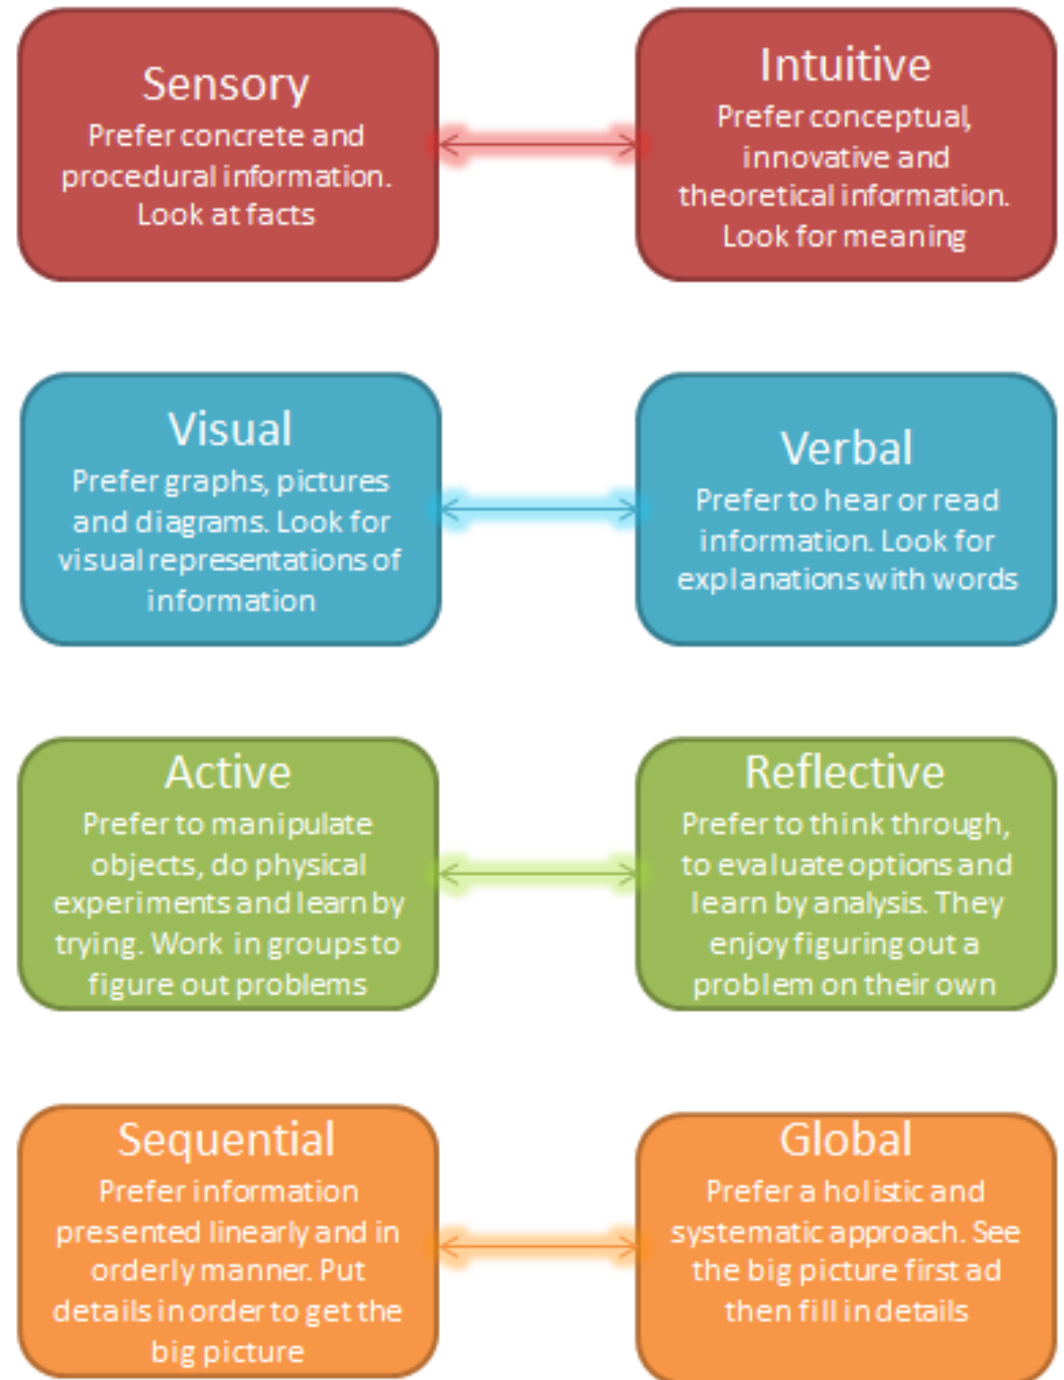 Sensory
Prefer concrete and
procedural information.
Look at facts
Intuitive
Prefer conceptual,
innovative and
theoretical information.
Look for meaning
Visual
Prefer graphs, pictures
and diagrams. Look for
visual representations of
information
Verbal
Prefer to hear or read
information. Look for
explanations with words
Active
Prefer to manipulate
objects, do physical
experiments and learn by
trying. Work in groups to
figure out problems
Reflective
Prefer to think through,
to evaluate options and
learn by analysis. They
enjoy figuring out a
problem on their own
Sequential
Prefer information
presented linearly and in
orderly manner. Put
details in order to get the
big picture
Global
Prefer a holistic and
systematic approach. See
the big picture first ad
then fill in details